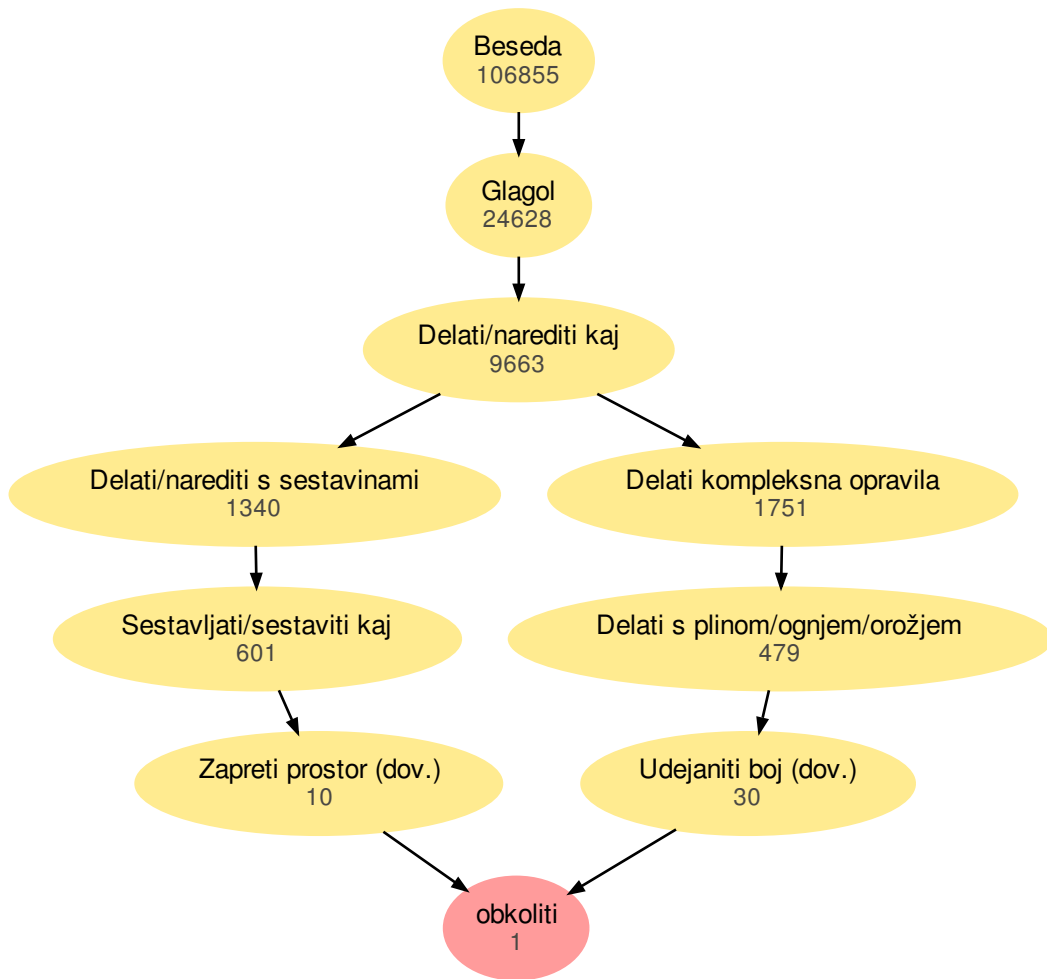 Beseda
106855
Glagol
24628
Delati/narediti kaj
9663
Delati/narediti s sestavinami
1340
Delati kompleksna opravila
1751
Sestavljati/sestaviti kaj
601
Delati s plinom/ognjem/orožjem
479
Zapreti prostor (dov.)
10
Udejaniti boj (dov.)
30
obkoliti
1